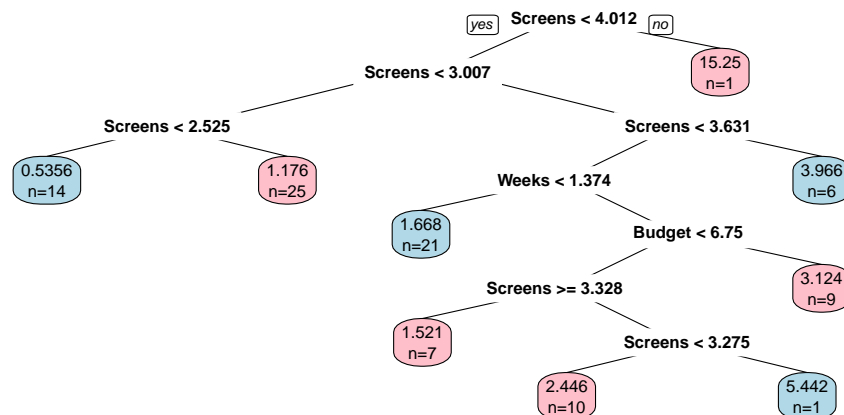 Screens < 4.012
yes
no
15.25
n=1
Screens < 3.007
Screens < 2.525
Screens < 3.631
0.5356
n=14
1.176
n=25
3.966
n=6
Weeks < 1.374
1.668
n=21
Budget < 6.75
3.124
n=9
Screens >= 3.328
1.521
n=7
Screens < 3.275
2.446
n=10
5.442
n=1